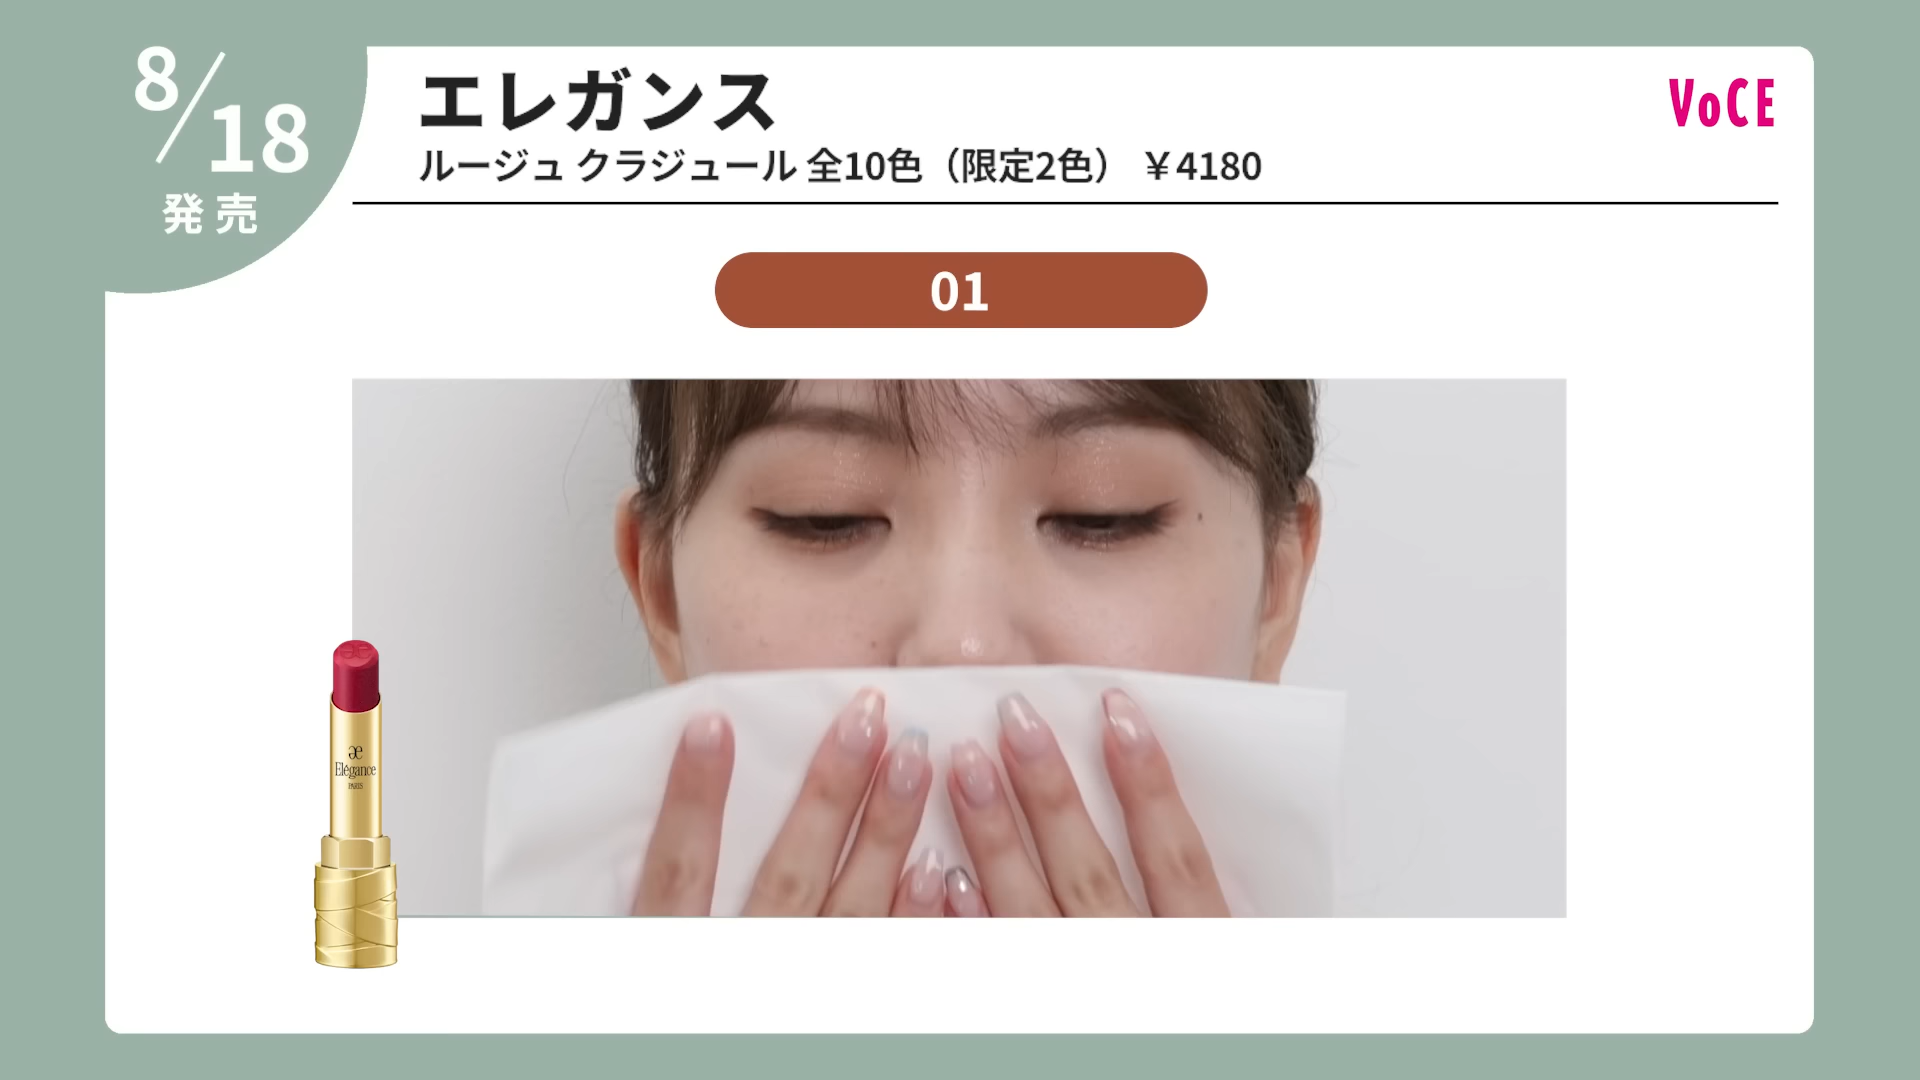 8/18
発売
エレガンス
ルージュ クラジュール 全10色（限定2色） ￥4180
VoCE
01
æ
Elégance
PARIS